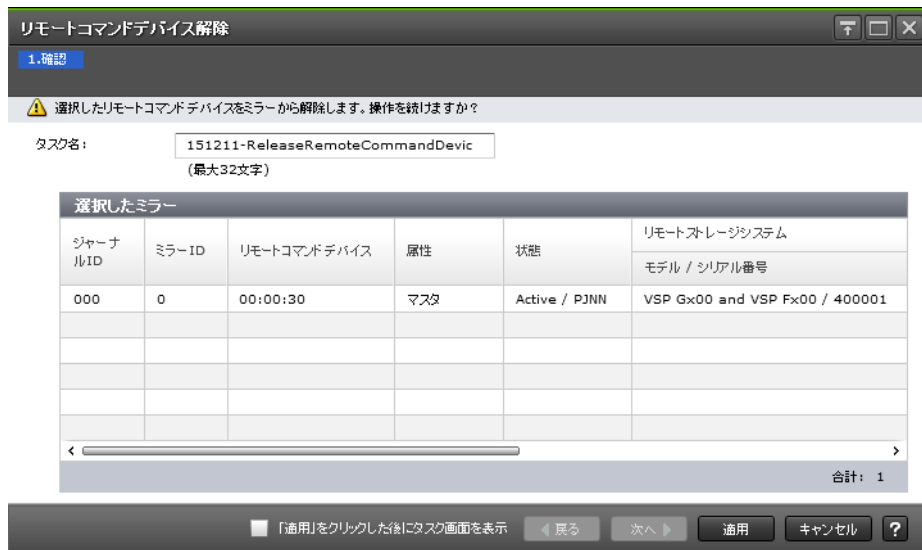 リモートコマンドデバイス解除
1.確認
選択したリモートコマンドデバイスをミラーから解除します。操作を続けますか？
タスク名： 151211-ReleaseRemoteCommandDevic
(最大32文字)
選択したミラー
ジャーナルID ミラーID リモートコマンドデバイス 属性 状態 リモートストレージシステム
モデル / シリアル番号
000 0 00:00:30 マスタ Active / PJNN VSP Gx00 and VSP Fx00 / 400001
合計: 1
「適用」をクリックした後にタスク画面を表示 戻る 次へ 適用 キャンセル ?